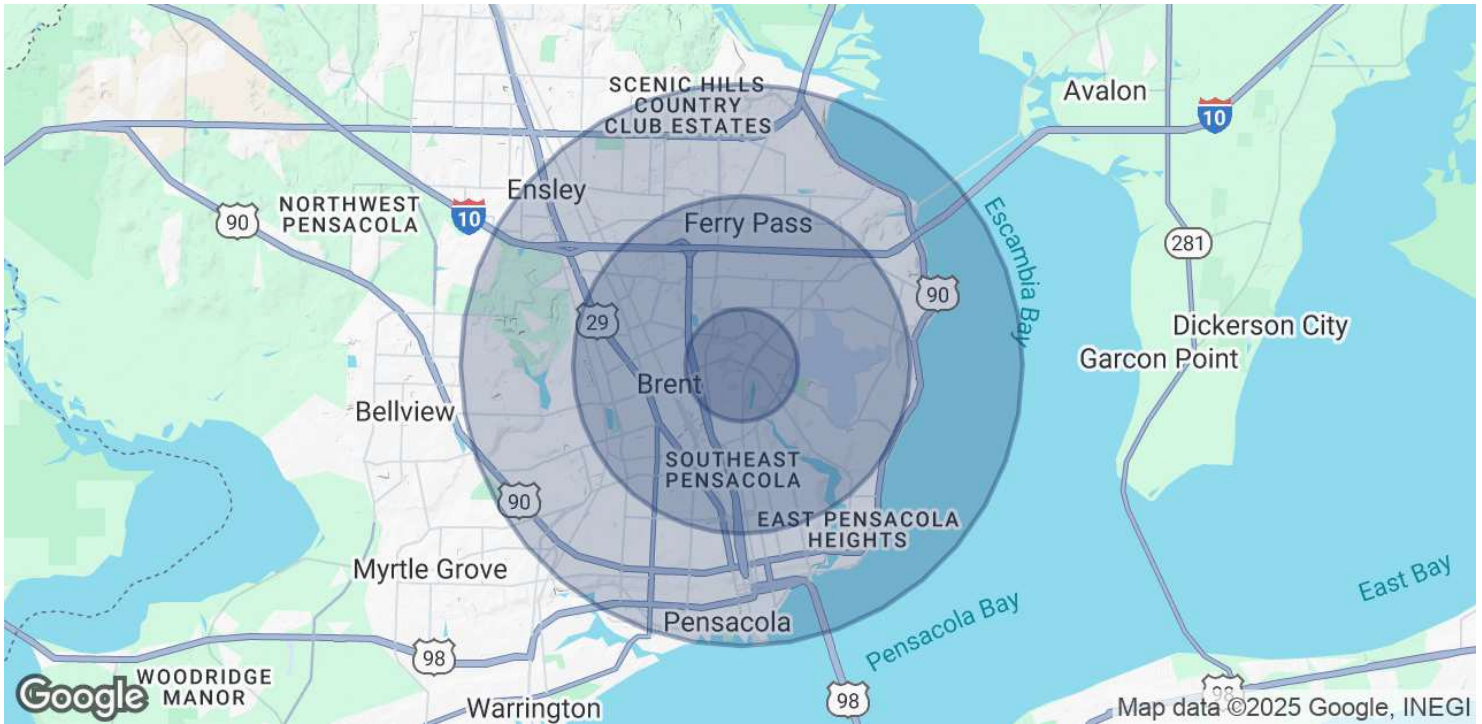 SCENIC HILLS
COUNTRY
CLUB ESTATES
Avalon
10
Ensley
NORTHWEST
PENSACOLA
90
10
Ferry Pass
Escambia Bay
281
90
29
Dickerson City
Garcon Point
Brent
Bellview
SOUTHEAST
PENSACOLA
90
EAST PENSACOLA
HEIGHTS
Myrtle Grove
East Bay
Pensacola
Pensacola Bay
98
WOODRIDGE
MANOR
98
98
Warrington
Google
Map data ©2025 Google, INEGI